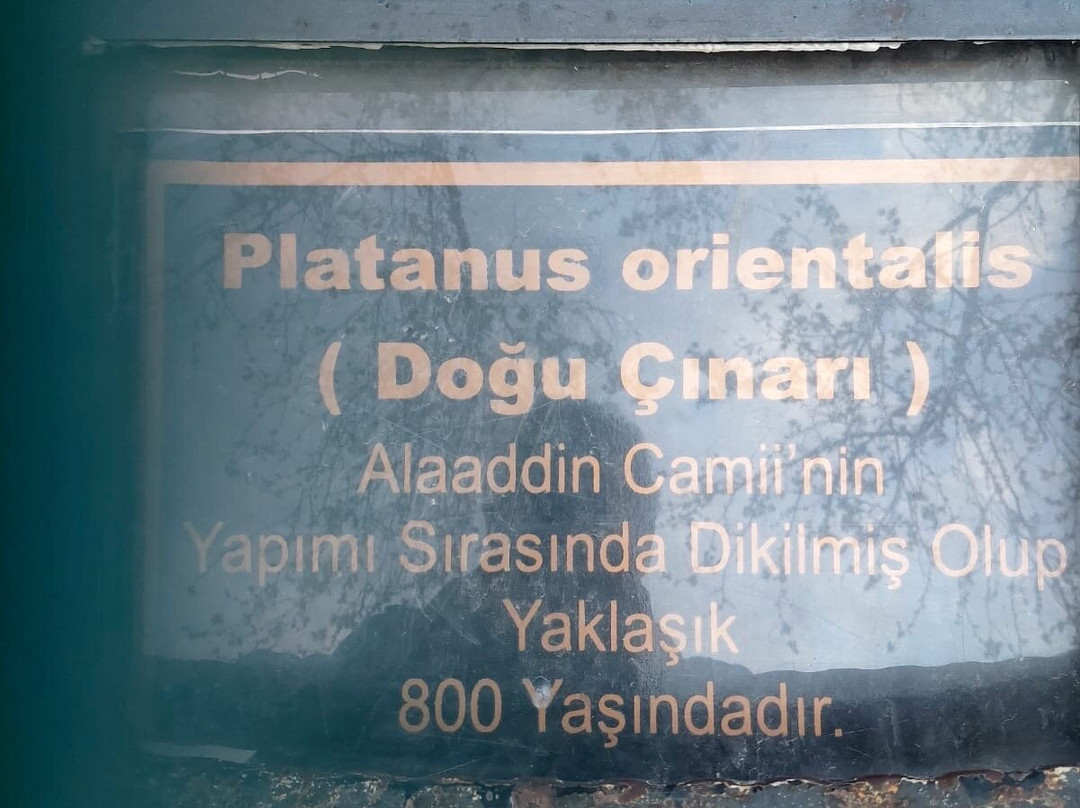 Platanus orientalis
( Doğu Çınarı )
Alaaddin Camii'nin
Yapımı Sırasında Dikilmiş Olup
Yaklaşık
800 Yaşındadır.